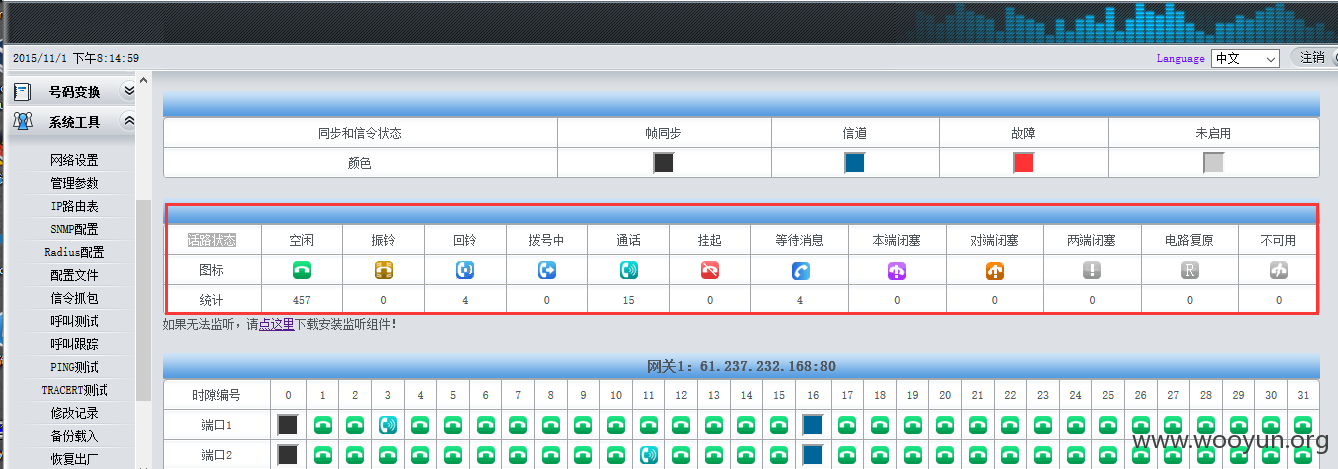 2015/11/1 下午8:14:59
Language 中文 注销
号码变换
系统工具
网络设置
管理参数
IP路由表
SNMP配置
Radius配置
配置文件
信令抓包
呼叫测试
呼叫跟踪
PING测试
TRACERT测试
修改记录
备份载入
恢复出厂
同步和信令状态 帧同步 信道 故障 未启用
颜色
话路状态 空闲 振铃 回铃 拨号中 通话 挂起 等待消息 本端闭塞 对端闭塞 两端闭塞 电路复原 不可用
图标 R
统计 457 0 4 0 15 0 4 0 0 0 0 0
如果无法监听，请点这里下载安装监听组件!
网关1: 61.237.232.168:80
时隙编号 0 1 2 3 4 5 6 7 8 9 10 11 12 13 14 15 16 17 18 19 20 21 22 23 24 25 26 27 28 29 30 31
端口1
端口2
www.wooyun.org